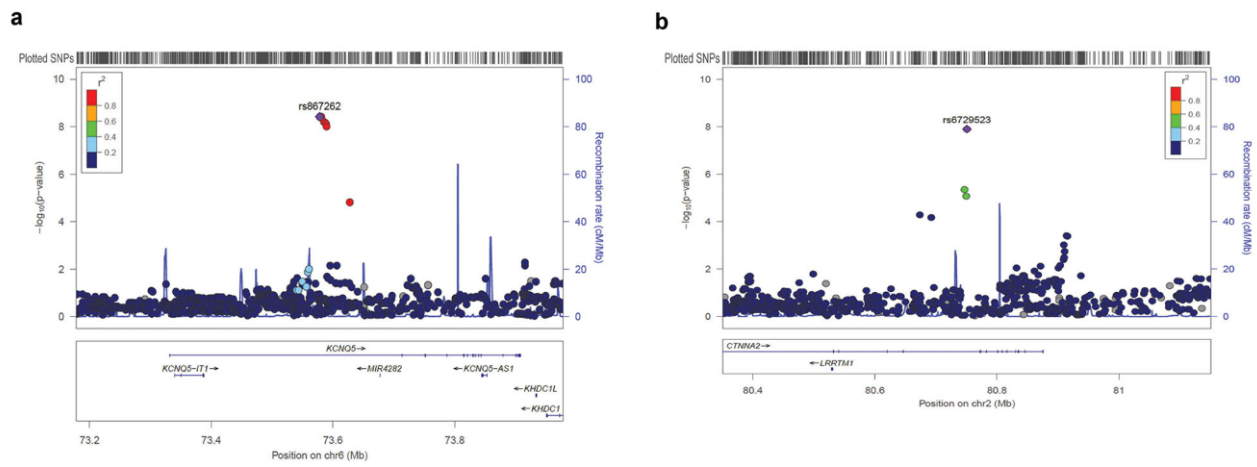 a
Plotted SNPs
10
8
6
4
2
0
−log10(p−value)
r2
0.8
0.6
0.4
0.2
rs867262
100
80
60
40
20
0
Recombination rate (cM/Mb)
KCNQ5→
KCNQ5−IT1→
←MIR4282
←KCNQ5−AS1
←KHDC1L
←KHDC1
73.2
73.4
73.6
73.8
Position on chr6 (Mb)
b
Plotted SNPs
10
8
6
4
2
0
−log10(p−value)
rs6729523
r2
0.8
0.6
0.4
0.2
100
80
60
40
20
0
Recombination rate (cM/Mb)
CTNNA2→
←LRRTM1
80.4
80.6
80.8
81
Position on chr2 (Mb)